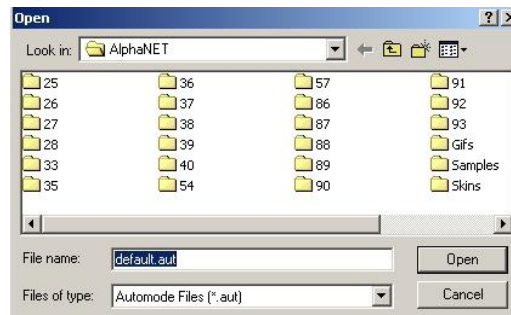 Open
Look in: AlphaNET
25 36 57 91
26 37 86 92
27 38 87 93
28 39 88 Gifs
33 40 89 Samples
35 54 90 Skins
File name: default.aut Open
Files of type: Automode Files (*.aut) Cancel